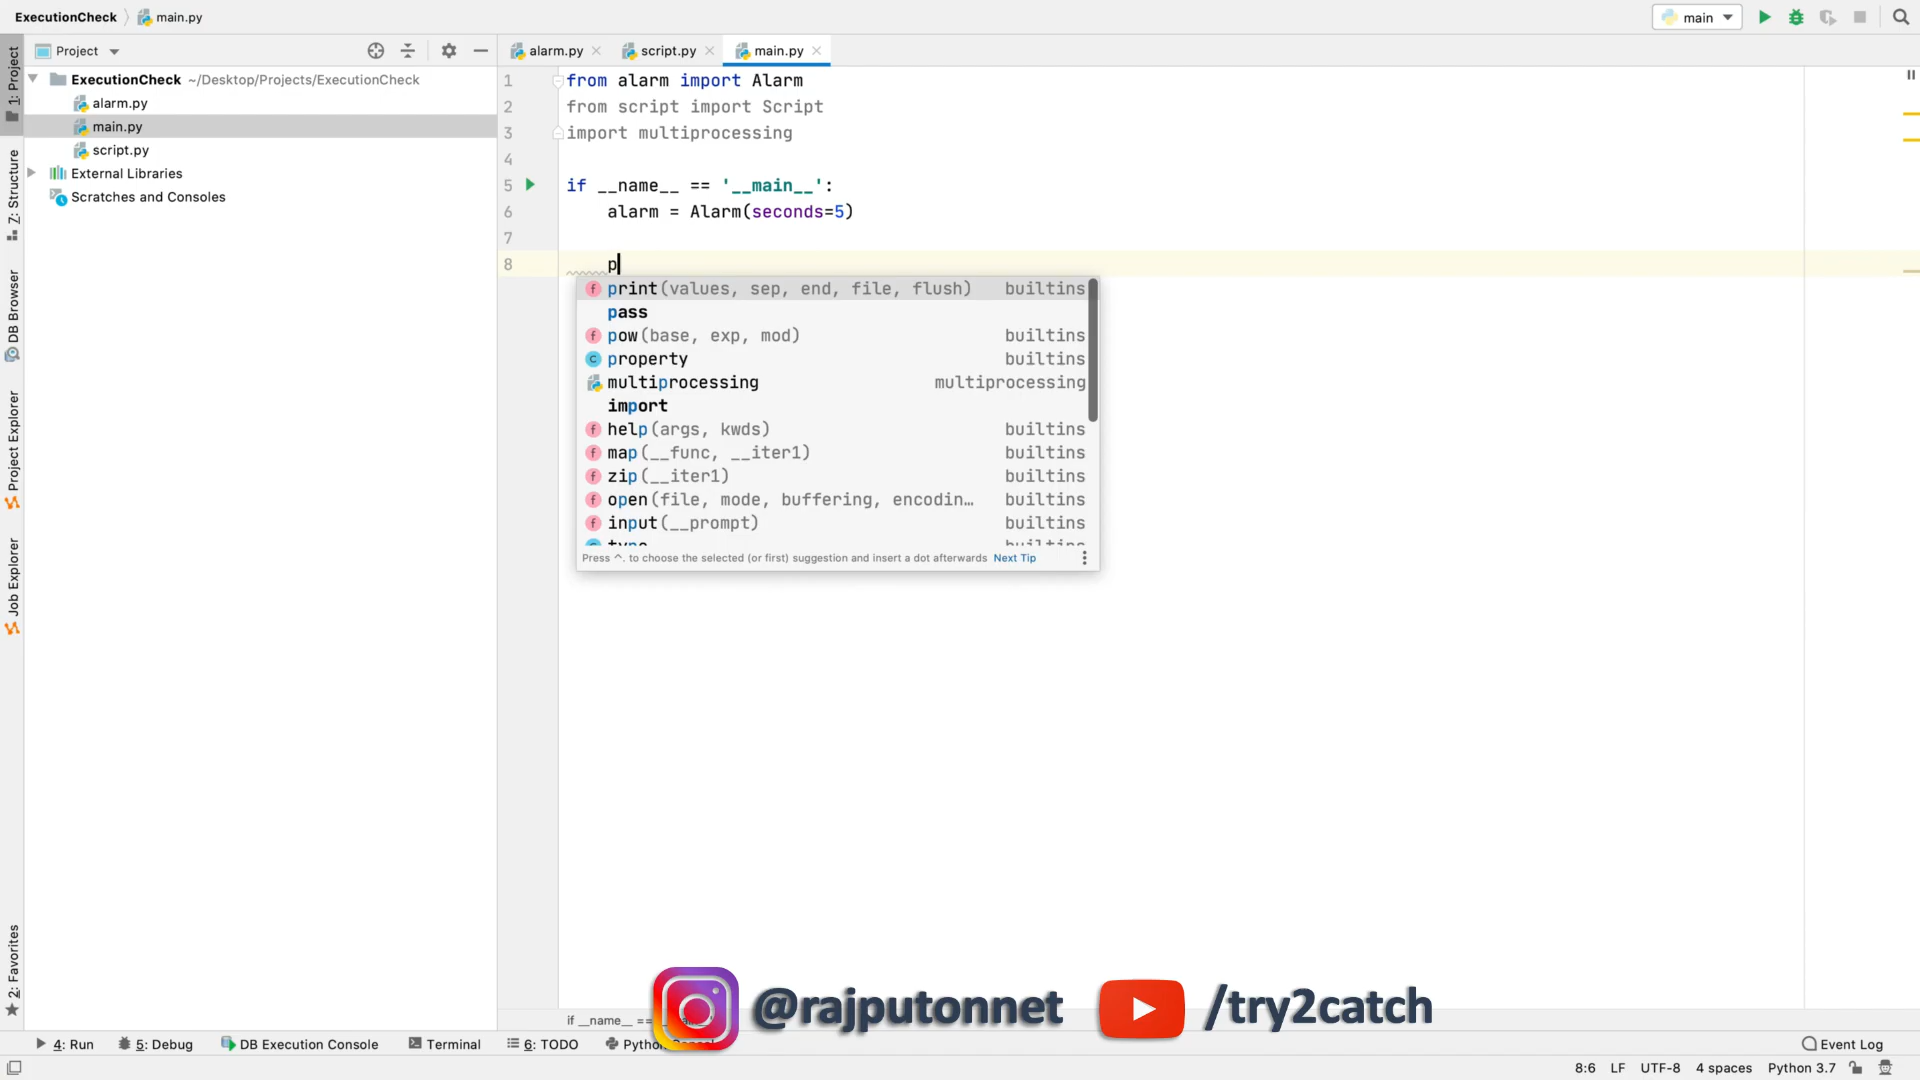 ExecutionCheck main.py
main
Project
alarm.py script.py main.py
ExecutionCheck ~/Desktop/Projects/ExecutionCheck
alarm.py
main.py
script.py
External Libraries
Scratches and Consoles
1: Project
7: Structure
DB Browser
Project Explorer
Job Explorer
2: Favorites
1 from alarm import Alarm
2 from script import Script
3 import multiprocessing
4
5 if __name__ == '__main__':
6 alarm = Alarm(seconds=5)
7
8 p
print(values, sep, end, file, flush) builtins
pass
pow(base, exp, mod) builtins
property builtins
multiprocessing multiprocessing
import
help(args, kwds) builtins
map(__func, __iter1) builtins
zip(__iter1) builtins
open(file, mode, buffering, encodin… builtins
input(__prompt) builtins
type builtins
Press ^. to choose the selected (or first) suggestion and insert a dot afterwards Next Tip
if __name__ ==
@rajputonnet /try2catch
4: Run 5: Debug DB Execution Console Terminal 6: TODO Event Log
8:6 LF UTF-8 4 spaces Python 3.7